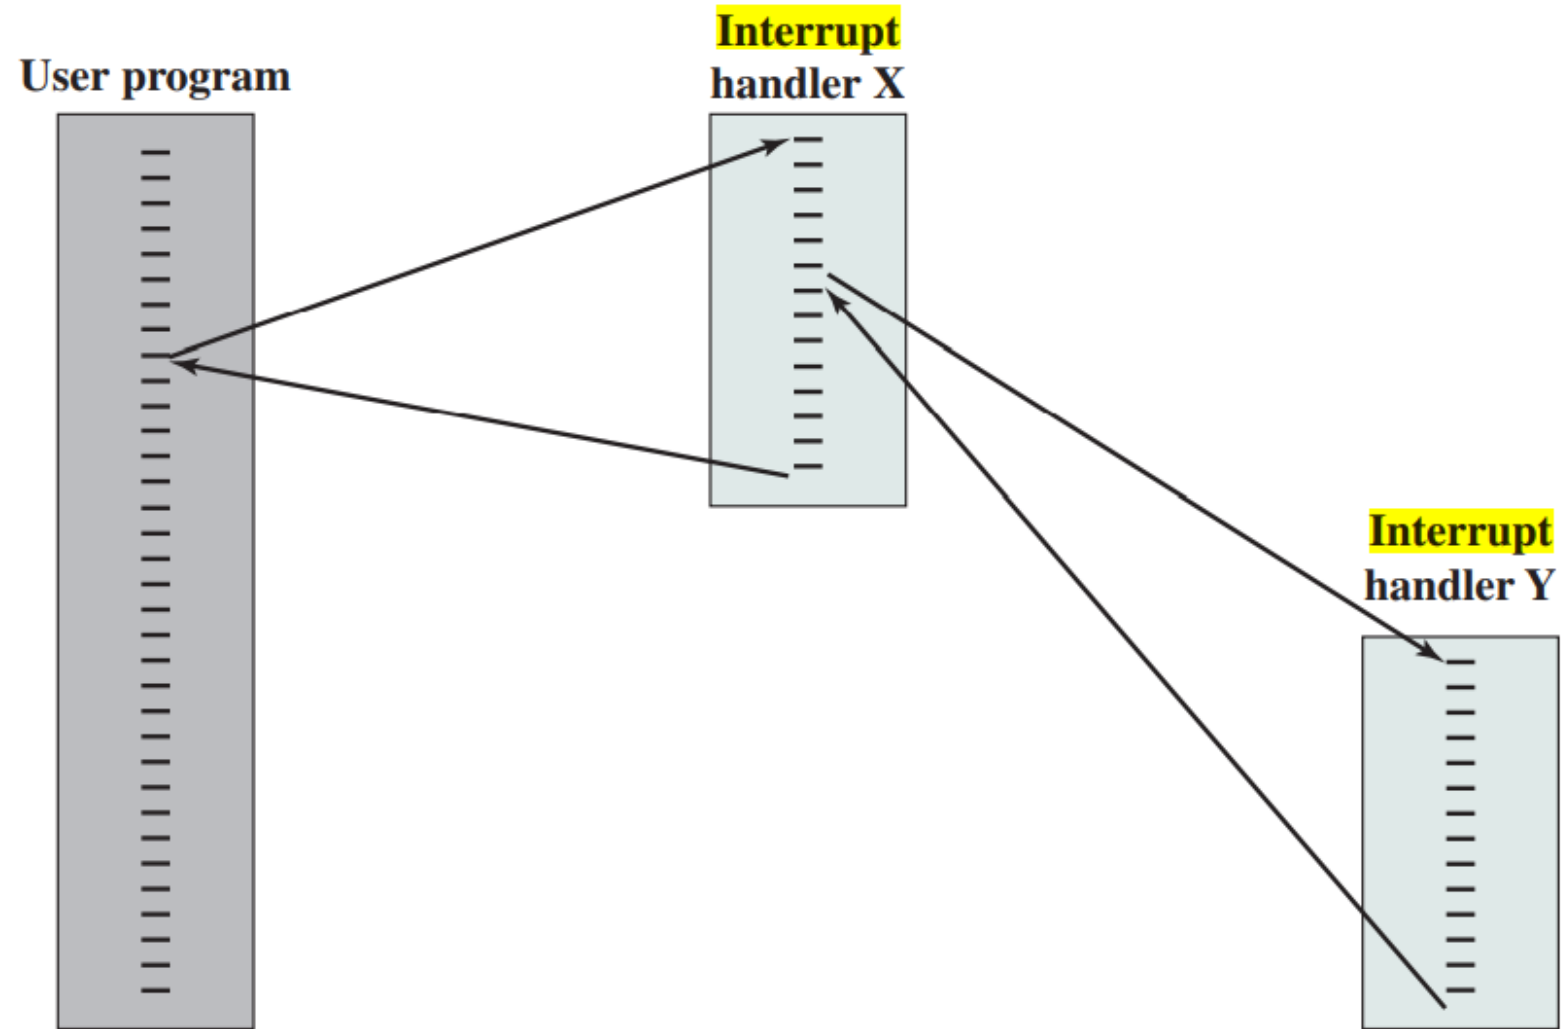 User program
Interrupt
handler X
Interrupt
handler Y